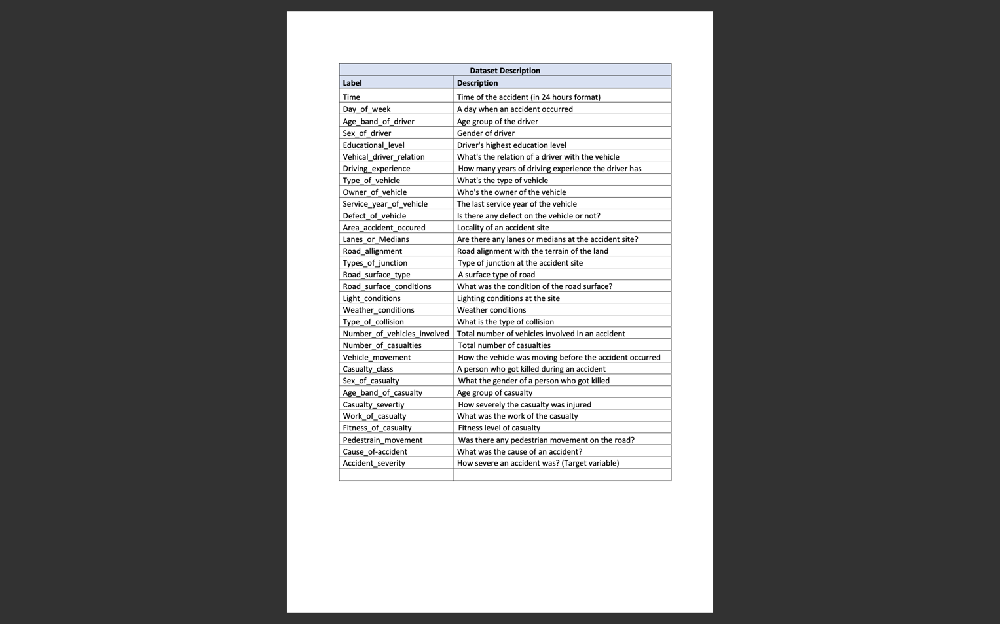 Dataset Description
Label Description
Time Time of the accident (in 24 hours format)
Day_of_week A day when an accident occurred
Age_band_of_driver Age group of the driver
Sex_of_driver Gender of driver
Educational_level Driver's highest education level
Vehical_driver_relation What's the relation of a driver with the vehicle
Driving_experience How many years of driving experience the driver has
Type_of_vehicle What's the type of vehicle
Owner_of_vehicle Who's the owner of the vehicle
Service_year_of_vehicle The last service year of the vehicle
Defect_of_vehicle Is there any defect on the vehicle or not?
Area_accident_occured Locality of an accident site
Lanes_or_Medians Are there any lanes or medians at the accident site?
Road_allignment Road alignment with the terrain of the land
Types_of_junction Type of junction at the accident site
Road_surface_type A surface type of road
Road_surface_conditions What was the condition of the road surface?
Light_conditions Lighting conditions at the site
Weather_conditions Weather conditions
Type_of_collision What is the type of collision
Number_of_vehicles_involved Total number of vehicles involved in an accident
Number_of_casualties Total number of casualties
Vehicle_movement How the vehicle was moving before the accident occurred
Casualty_class A person who got killed during an accident
Sex_of_casualty What the gender of a person who got killed
Age_band_of_casualty Age group of casualty
Casualty_severtiy How severely the casualty was injured
Work_of_casualty What was the work of the casualty
Fitness_of_casualty Fitness level of casualty
Pedestrain_movement Was there any pedestrian movement on the road?
Cause_of-accident What was the cause of an accident?
Accident_severity How severe an accident was? (Target variable)